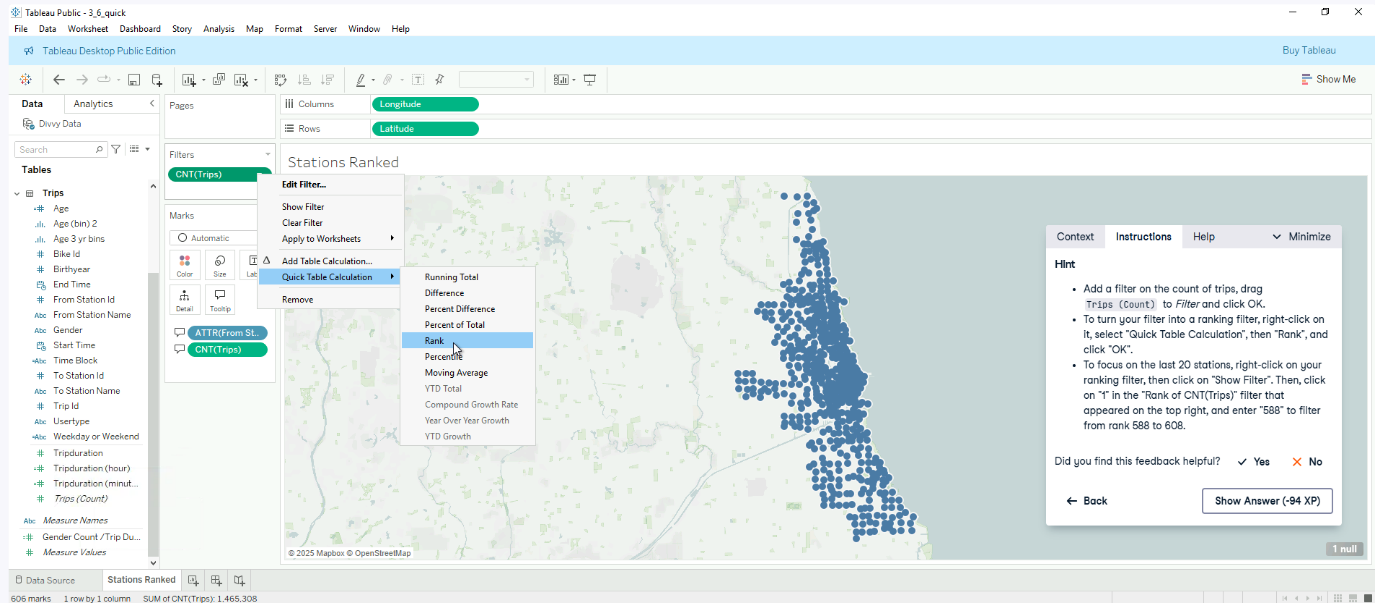 Tableau Public - 3_6_quick
File Data Worksheet Dashboard Story Analysis Map Format Server Window Help
Tableau Desktop Public Edition
Buy Tableau
Show Me
Data
Analytics
Divvy Data
Search
Tables
Trips
Age
Age (bin) 2
Age 3 yr bins
Bike Id
Birthyear
End Time
From Station Id
From Station Name
Gender
Start Time
Time Block
To Station Id
To Station Name
Trip Id
Usertype
Weekday or Weekend
Tripduration
Tripduration (hour)
Tripduration (minut...
Trips (Count)
Measure Names
Gender Count /Trip Du...
Measure Values
Pages
Filters
CNT(Trips)
Marks
Automatic
Color
Size
Lab
Detail
Tooltip
ATTR(From St..
CNT(Trips)
Columns
Longitude
Rows
Latitude
Stations Ranked
Edit Filter...
Show Filter
Clear Filter
Apply to Worksheets
Add Table Calculation...
Quick Table Calculation
Remove
Running Total
Difference
Percent Difference
Percent of Total
Rank
Percentile
Moving Average
YTD Total
Compound Growth Rate
Year Over Year Growth
YTD Growth
© 2025 Mapbox © OpenStreetMap
Context
Instructions
Help
Minimize
Hint
Add a filter on the count of trips, drag
Trips (Count) to Filter and click OK.
To turn your filter into a ranking filter, right-click on
it, select "Quick Table Calculation", then "Rank", and
click "OK".
To focus on the last 20 stations, right-click on your
ranking filter, then click on "Show Filter". Then, click
on "1" in the "Rank of CNT(Trips)" filter that
appeared on the top right, and enter "588" to filter
from rank 588 to 608.
Did you find this feedback helpful?
Yes
No
Back
Show Answer (-94 XP)
1 null
Data Source
Stations Ranked
606 marks 1 row by 1 column SUM of CNT(Trips): 1,465,308